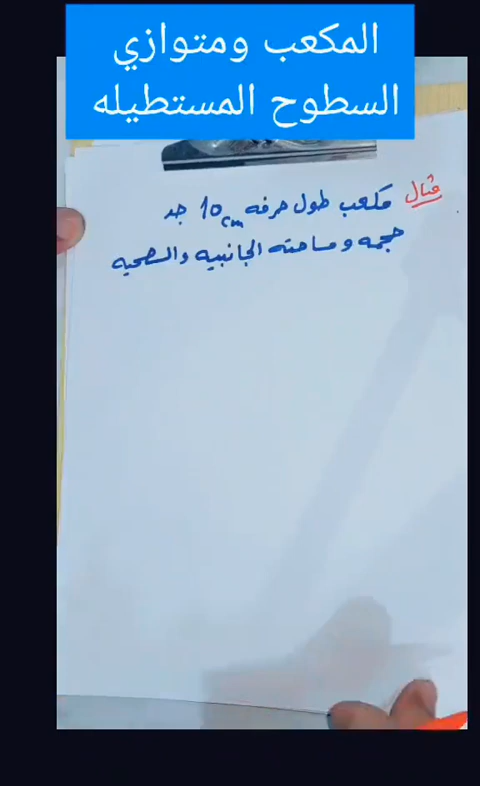 المكعب ومتوازي
السطوح المستطيله
مثال مكعب طول حرفه 10cm جد
حجمه ومساحته الجانبيه والسطحيه